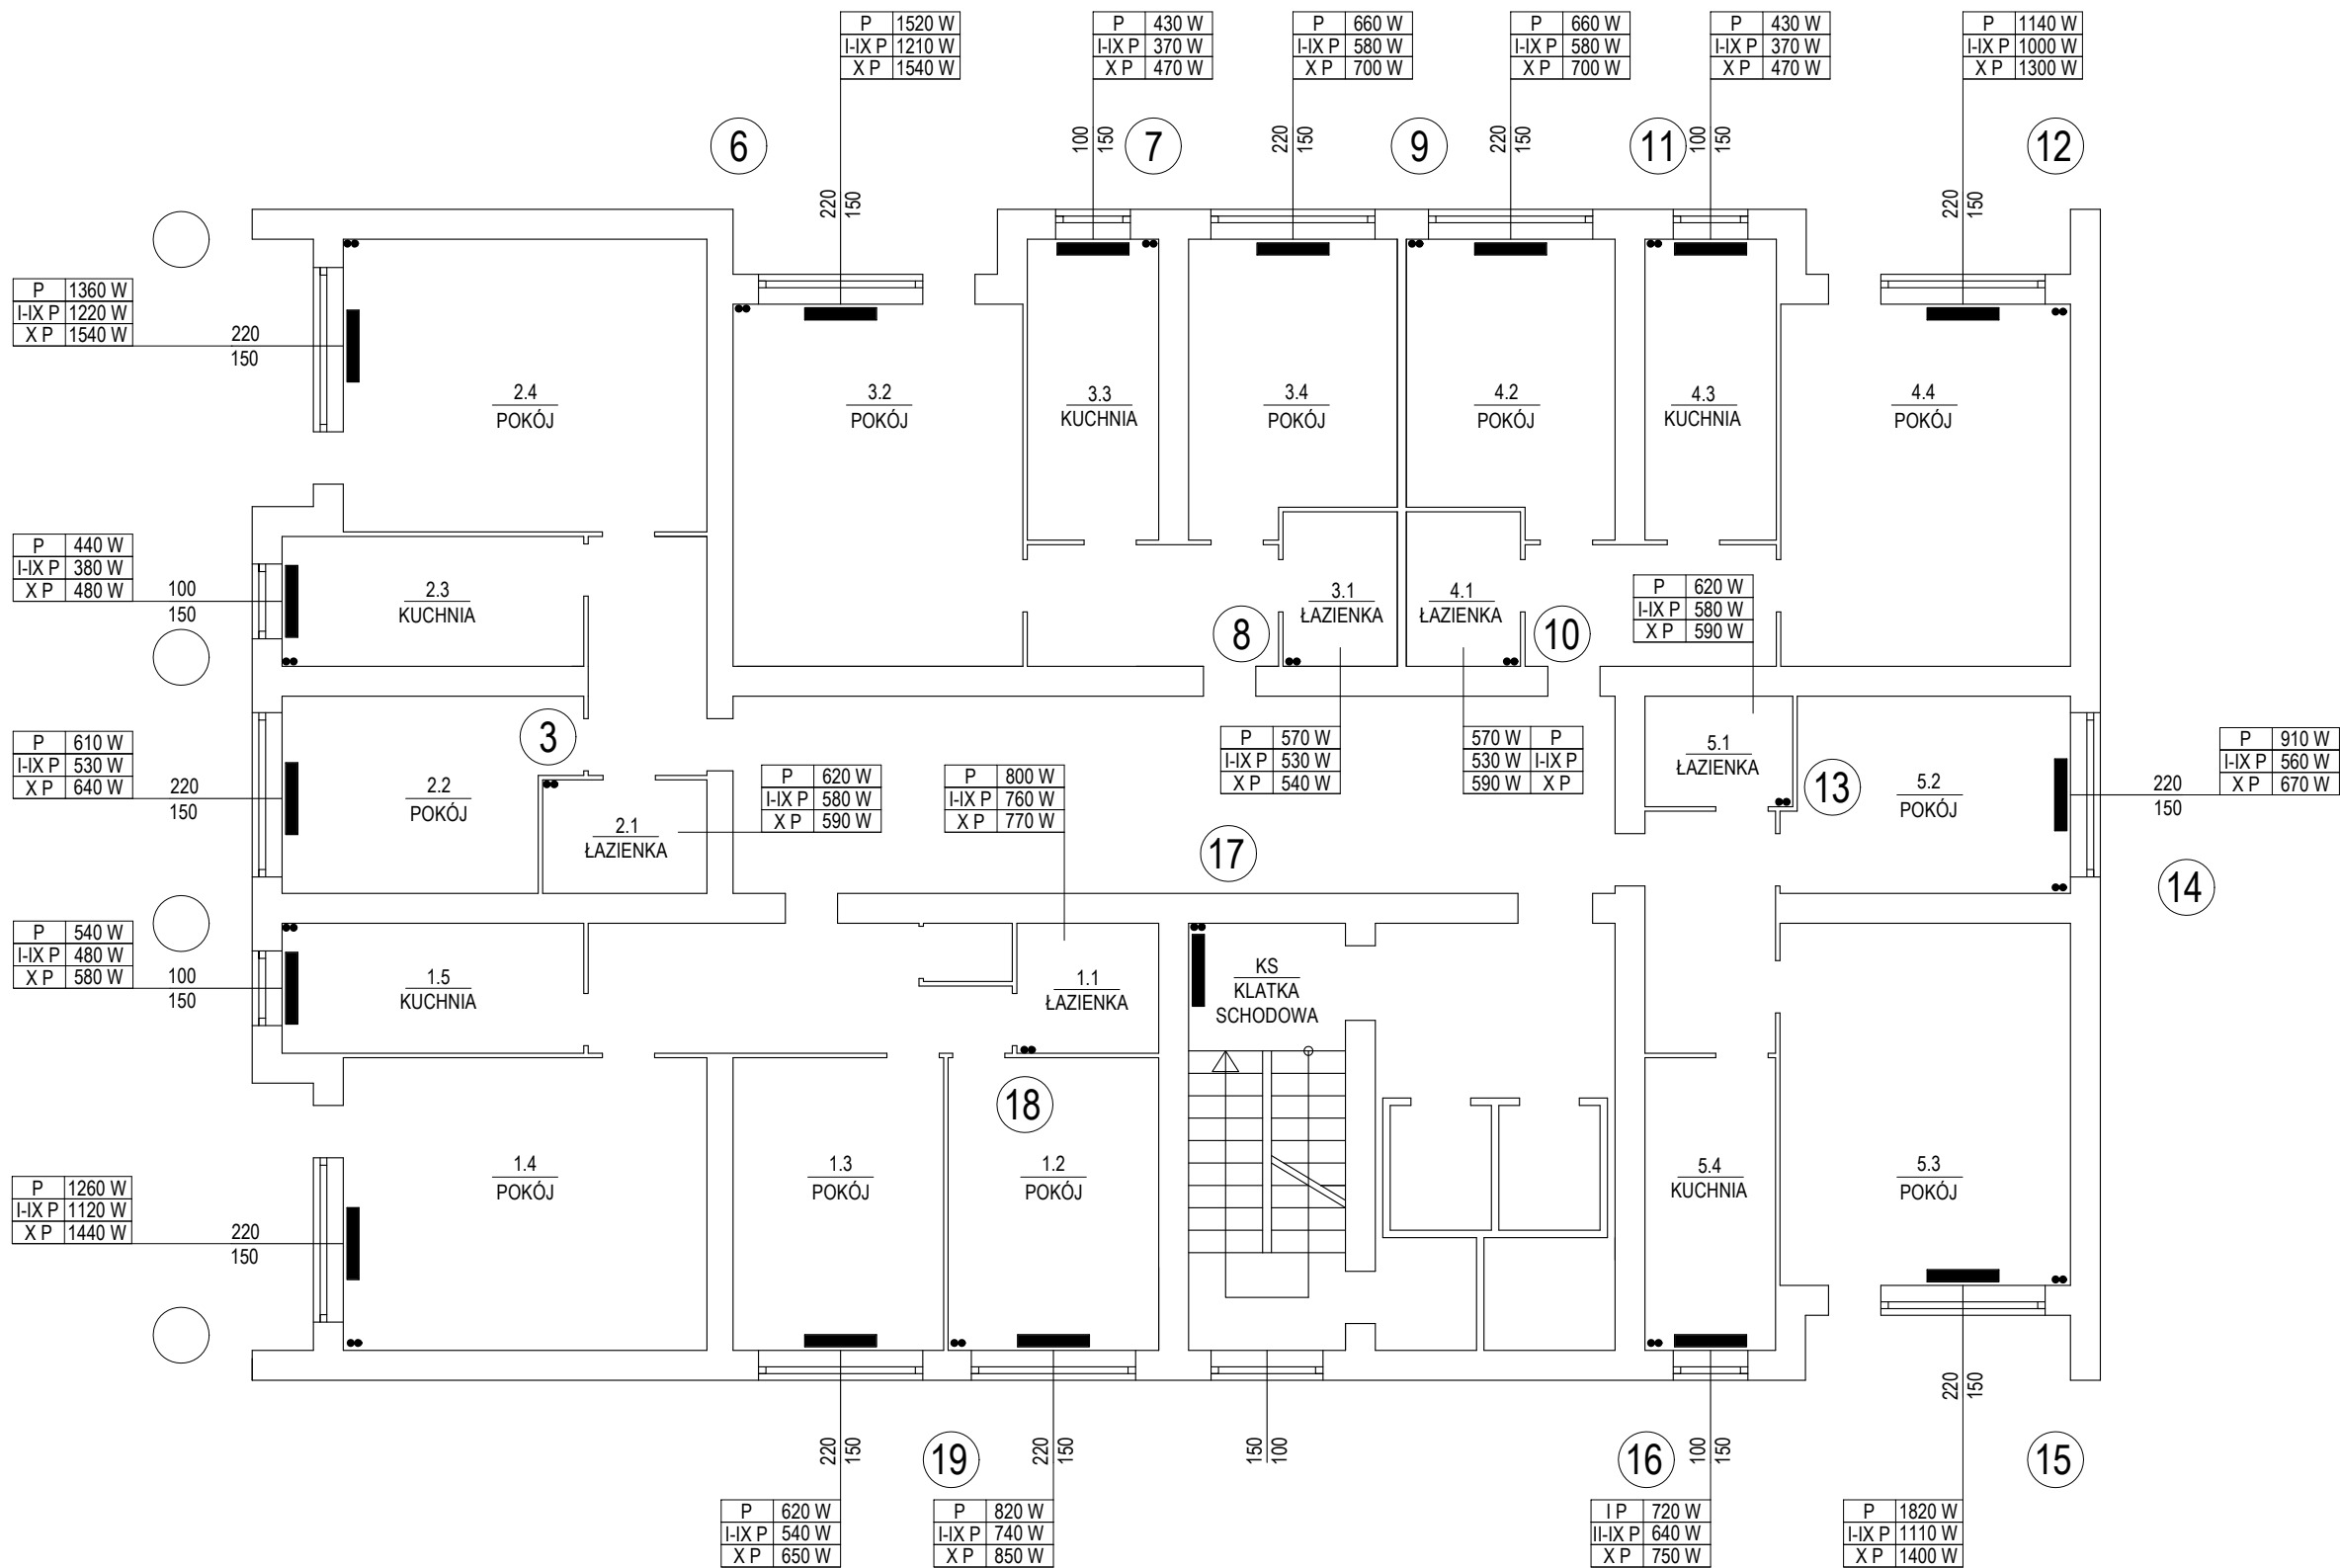 P 1520 W
I-IX P 1210 W
X P 1540 W
P 430 W
I-IX P 370 W
X P 470 W
P 660 W
I-IX P 580 W
X P 700 W
P 660 W
I-IX P 580 W
X P 700 W
P 430 W
I-IX P 370 W
X P 470 W
P 1140 W
I-IX P 1000 W
X P 1300 W
6
220
150
100
150
7
220
150
9
220
150
11
100
150
220
150
12
P 1360 W
I-IX P 1220 W
X P 1540 W
220
150
2.4
POKÓJ
3.2
POKÓJ
3.3
KUCHNIA
3.4
POKÓJ
4.2
POKÓJ
4.3
KUCHNIA
4.4
POKÓJ
P 440 W
I-IX P 380 W
X P 480 W
100
150
2.3
KUCHNIA
8
3.1
ŁAZIENKA
4.1
ŁAZIENKA
10
P 620 W
I-IX P 580 W
X P 590 W
P 610 W
I-IX P 530 W
X P 640 W
220
150
2.2
POKÓJ
3
2.1
ŁAZIENKA
P 620 W
I-IX P 580 W
X P 590 W
P 800 W
I-IX P 760 W
X P 770 W
P 570 W
I-IX P 530 W
X P 540 W
570 W P
530 W I-IX P
590 W X P
5.1
ŁAZIENKA
13
5.2
POKÓJ
P 910 W
I-IX P 560 W
X P 670 W
220
150
17
14
P 540 W
I-IX P 480 W
X P 580 W
100
150
1.5
KUCHNIA
1.1
ŁAZIENKA
KS
KLATKA
SCHODOWA
18
P 1260 W
I-IX P 1120 W
X P 1440 W
220
150
1.4
POKÓJ
1.3
POKÓJ
1.2
POKÓJ
5.4
KUCHNIA
5.3
POKÓJ
220
150
19
220
150
150
100
16
100
150
220
150
15
P 620 W
I-IX P 540 W
X P 650 W
P 820 W
I-IX P 740 W
X P 850 W
I P 720 W
II-IX P 640 W
X P 750 W
P 1820 W
I-IX P 1110 W
X P 1400 W